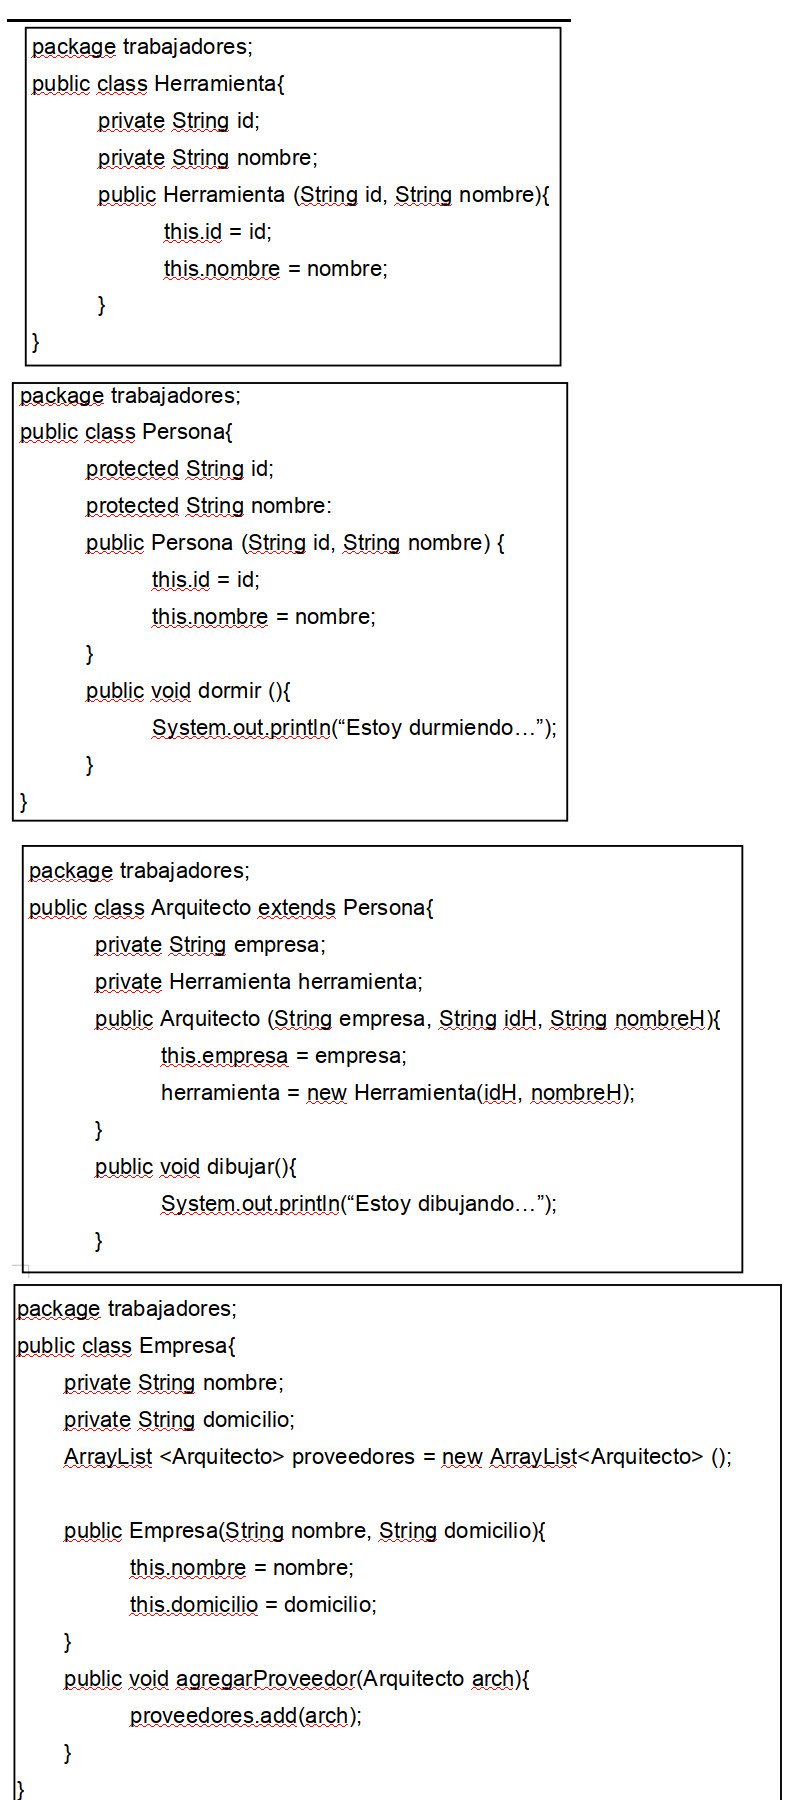 package trabajadores;
public class Herramienta{
private String id;
private String nombre;
public Herramienta (String id, String nombre){
this.id = id;
this.nombre = nombre;
}
}
package trabajadores;
public class Persona{
protected String id;
protected String nombre:
public Persona (String id, String nombre) {
this.id = id;
this.nombre = nombre;
}
public void dormir (){
System.out.println(“Estoy durmiendo…”);
}
}
package trabajadores;
public class Arquitecto extends Persona{
private String empresa;
private Herramienta herramienta;
public Arquitecto (String empresa, String idH, String nombreH){
this.empresa = empresa;
herramienta = new Herramienta(idH, nombreH);
}
public void dibujar(){
System.out.println(“Estoy dibujando…”);
}
package trabajadores;
public class Empresa{
private String nombre;
private String domicilio;
ArrayList <Arquitecto> proveedores = new ArrayList<Arquitecto> ();
public Empresa(String nombre, String domicilio){
this.nombre = nombre;
this.domicilio = domicilio;
}
public void agregarProveedor(Arquitecto arch){
proveedores.add(arch);
}
}